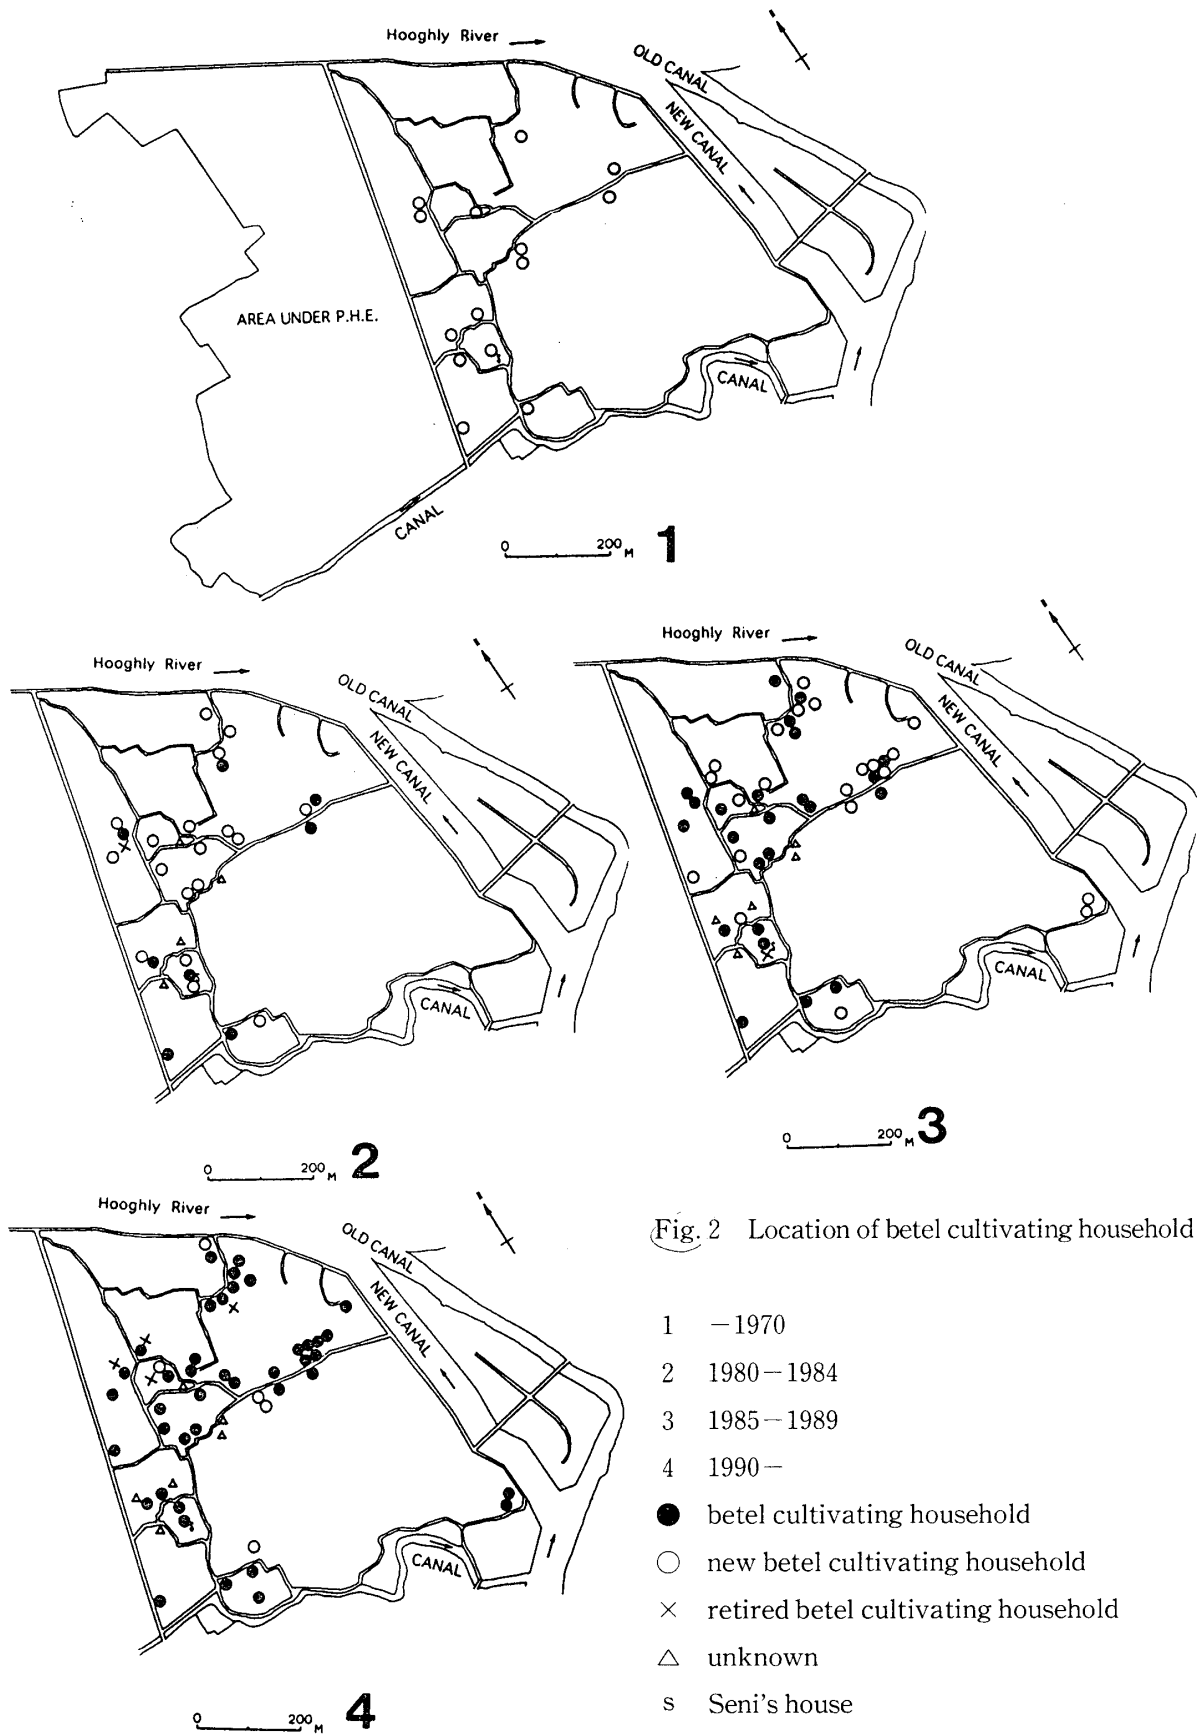 Hooghly River
OLD CANAL
NEW CANAL
AREA UNDER P.H.E.
CANAL
CANAL
s
0 200 M
1
Hooghly River
OLD CANAL
NEW CANAL
CANAL
0 200 M
2
Hooghly River
OLD CANAL
NEW CANAL
CANAL
s
0 200 M
3
Hooghly River
OLD CANAL
NEW CANAL
CANAL
s
0 200 M
4
Fig. 2 Location of betel cultivating household
1 −1970
2 1980−1984
3 1985−1989
4 1990−
● betel cultivating household
○ new betel cultivating household
× retired betel cultivating household
△ unknown
s Seni's house